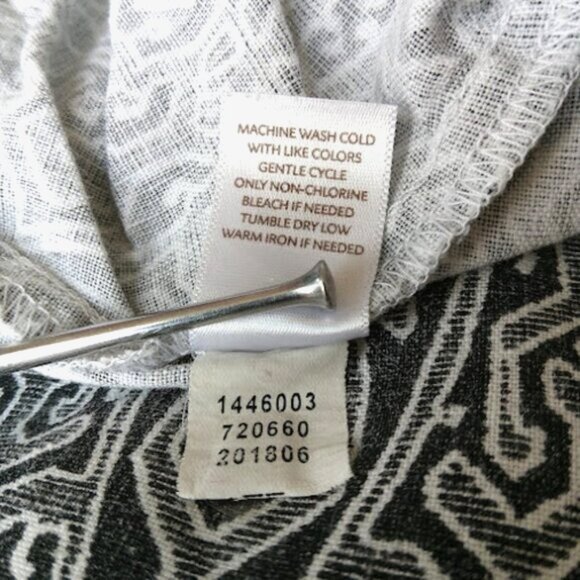 MACHINE WASH COLD
WITH LIKE COLORS
GENTLE CYCLE
ONLY NON-CHLORINE
BLEACH IF NEEDED
TUMBLE DRY LOW
WARM IRON IF NEEDED
1446003
720660
201806